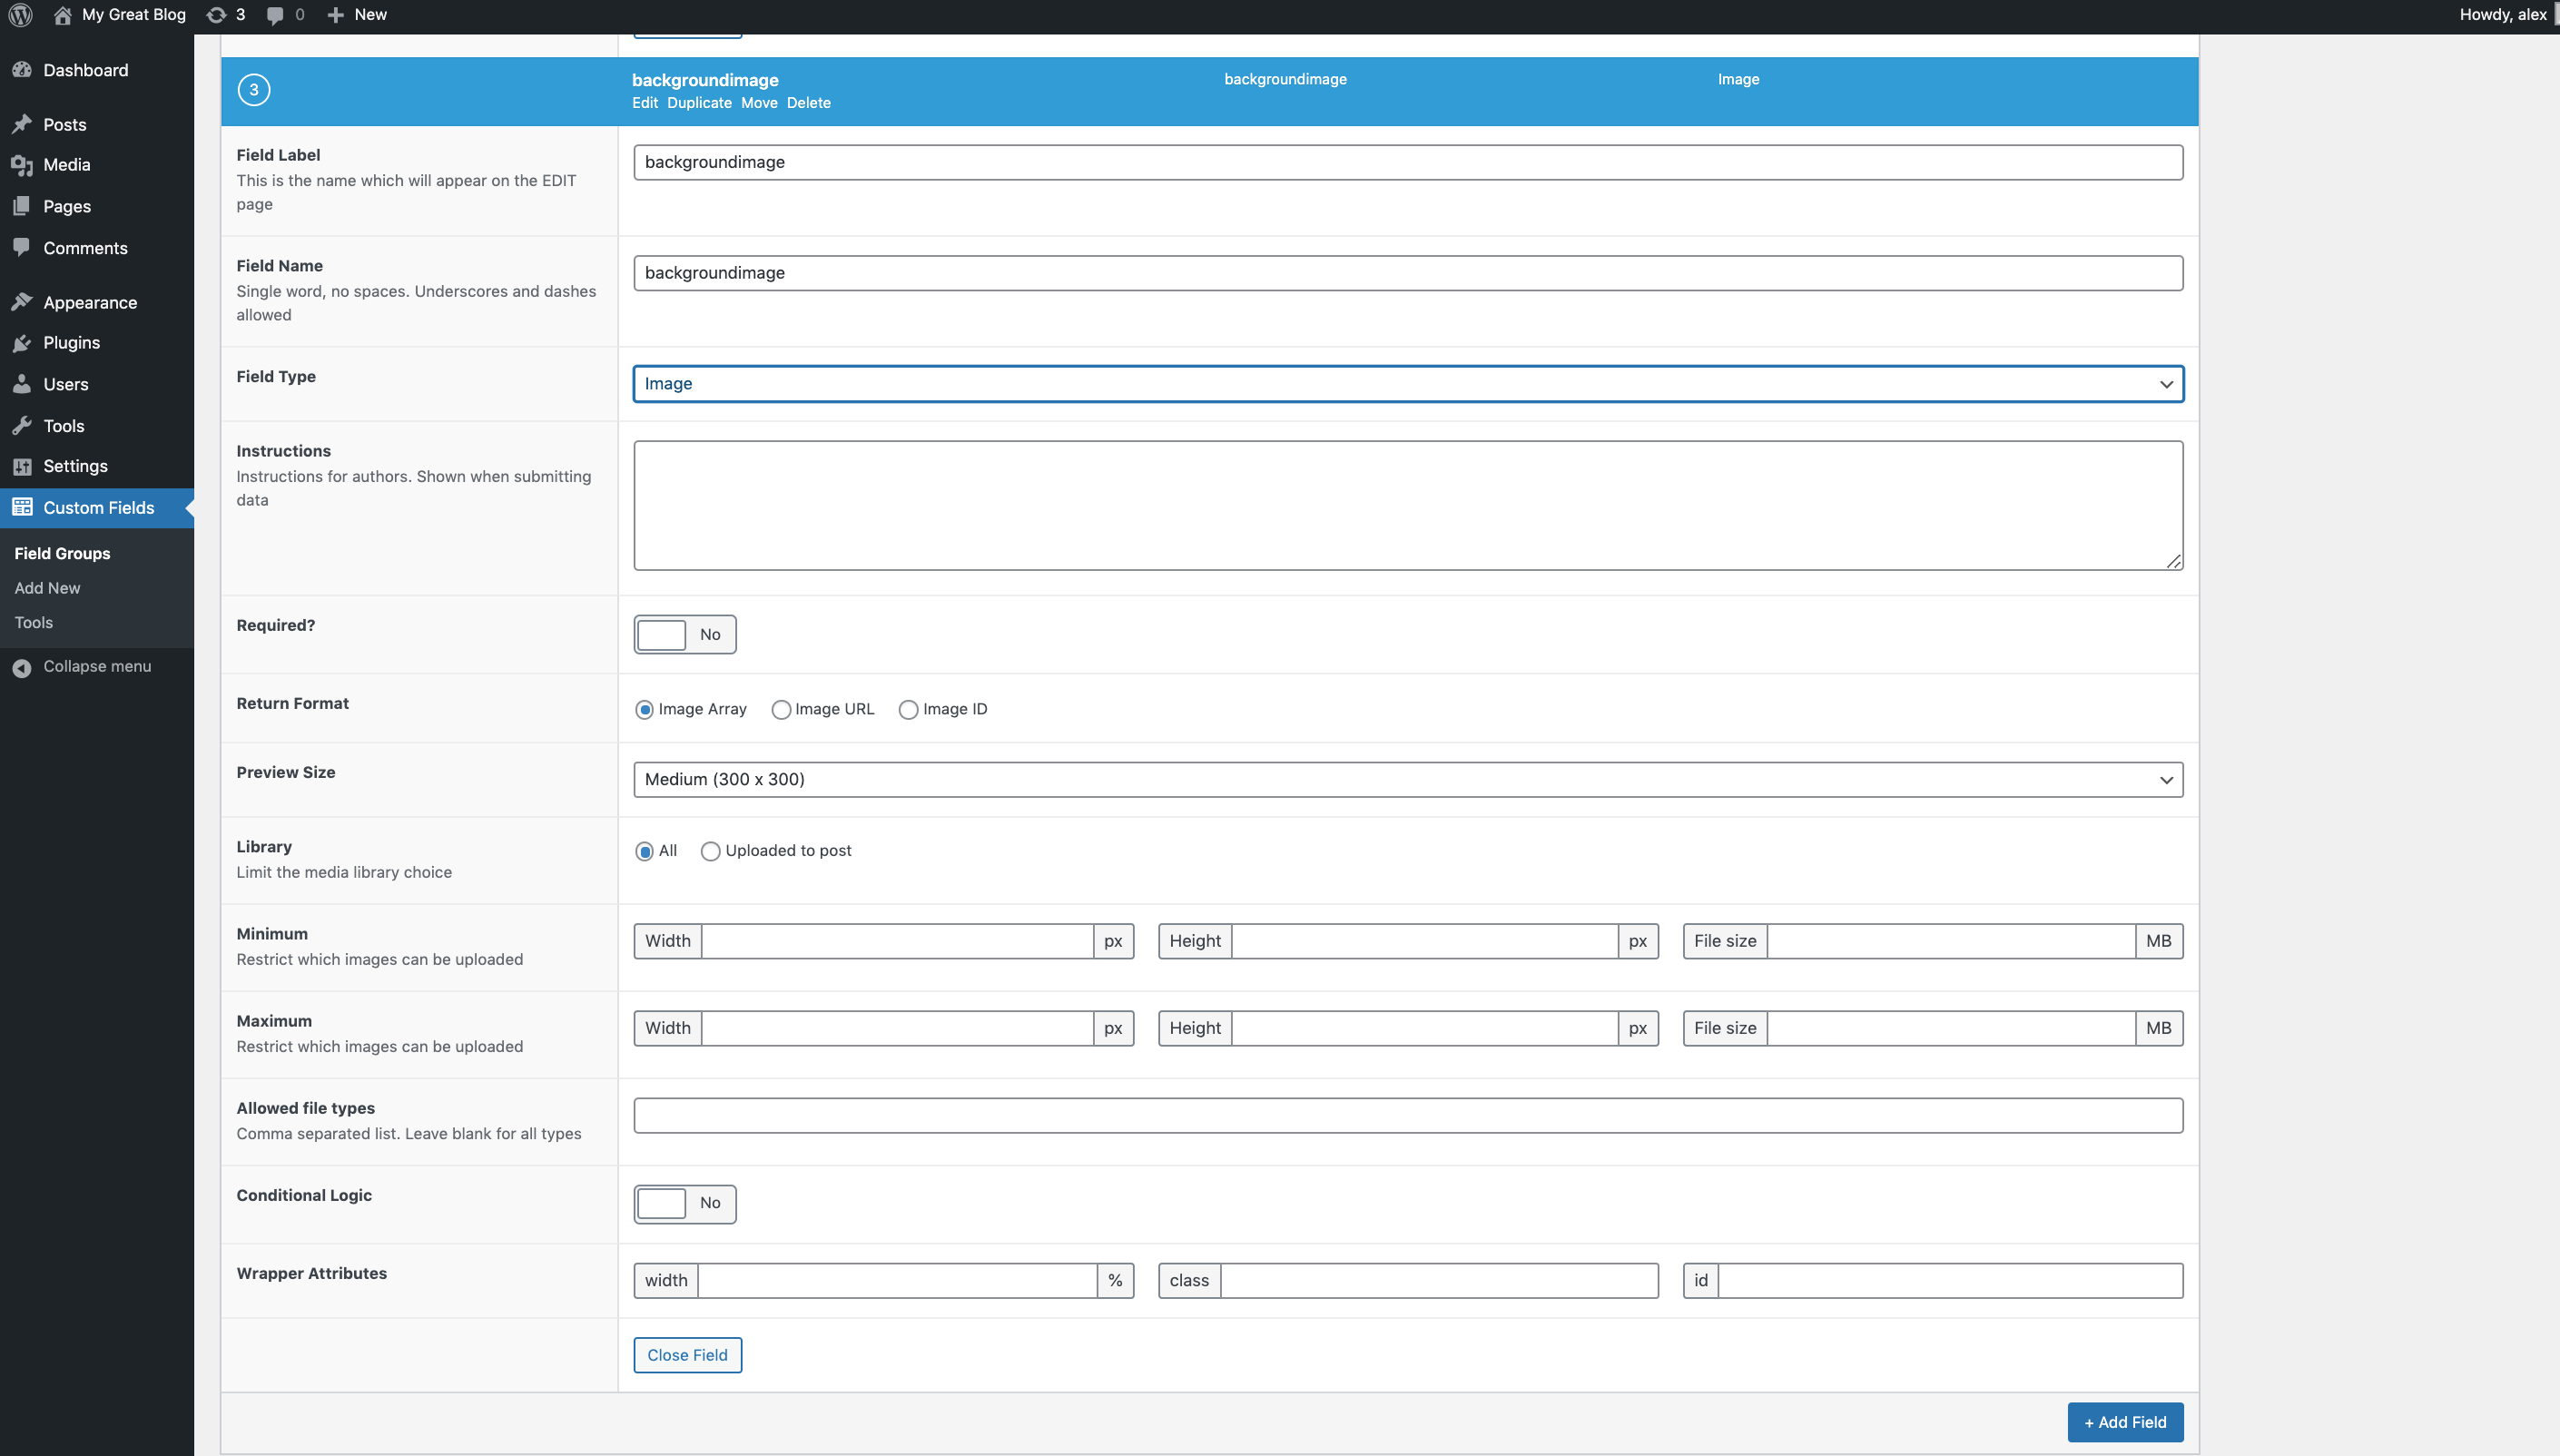 My Great Blog 3 0 + New Howdy, alex
Dashboard
Posts
Media
Pages
Comments
Appearance
Plugins
Users
Tools
Settings
Custom Fields
Field Groups
Add New
Tools
Collapse menu
3 backgroundimage backgroundimage Image
Edit Duplicate Move Delete
Field Label
This is the name which will appear on the EDIT
page
backgroundimage
Field Name
Single word, no spaces. Underscores and dashes
allowed
backgroundimage
Field Type
Image
Instructions
Instructions for authors. Shown when submitting
data
Required?
No
Return Format
Image Array Image URL Image ID
Preview Size
Medium (300 x 300)
Library
Limit the media library choice
All Uploaded to post
Minimum
Restrict which images can be uploaded
Width px Height px File size MB
Maximum
Restrict which images can be uploaded
Width px Height px File size MB
Allowed file types
Comma separated list. Leave blank for all types
Conditional Logic
No
Wrapper Attributes
width % class id
Close Field
+ Add Field